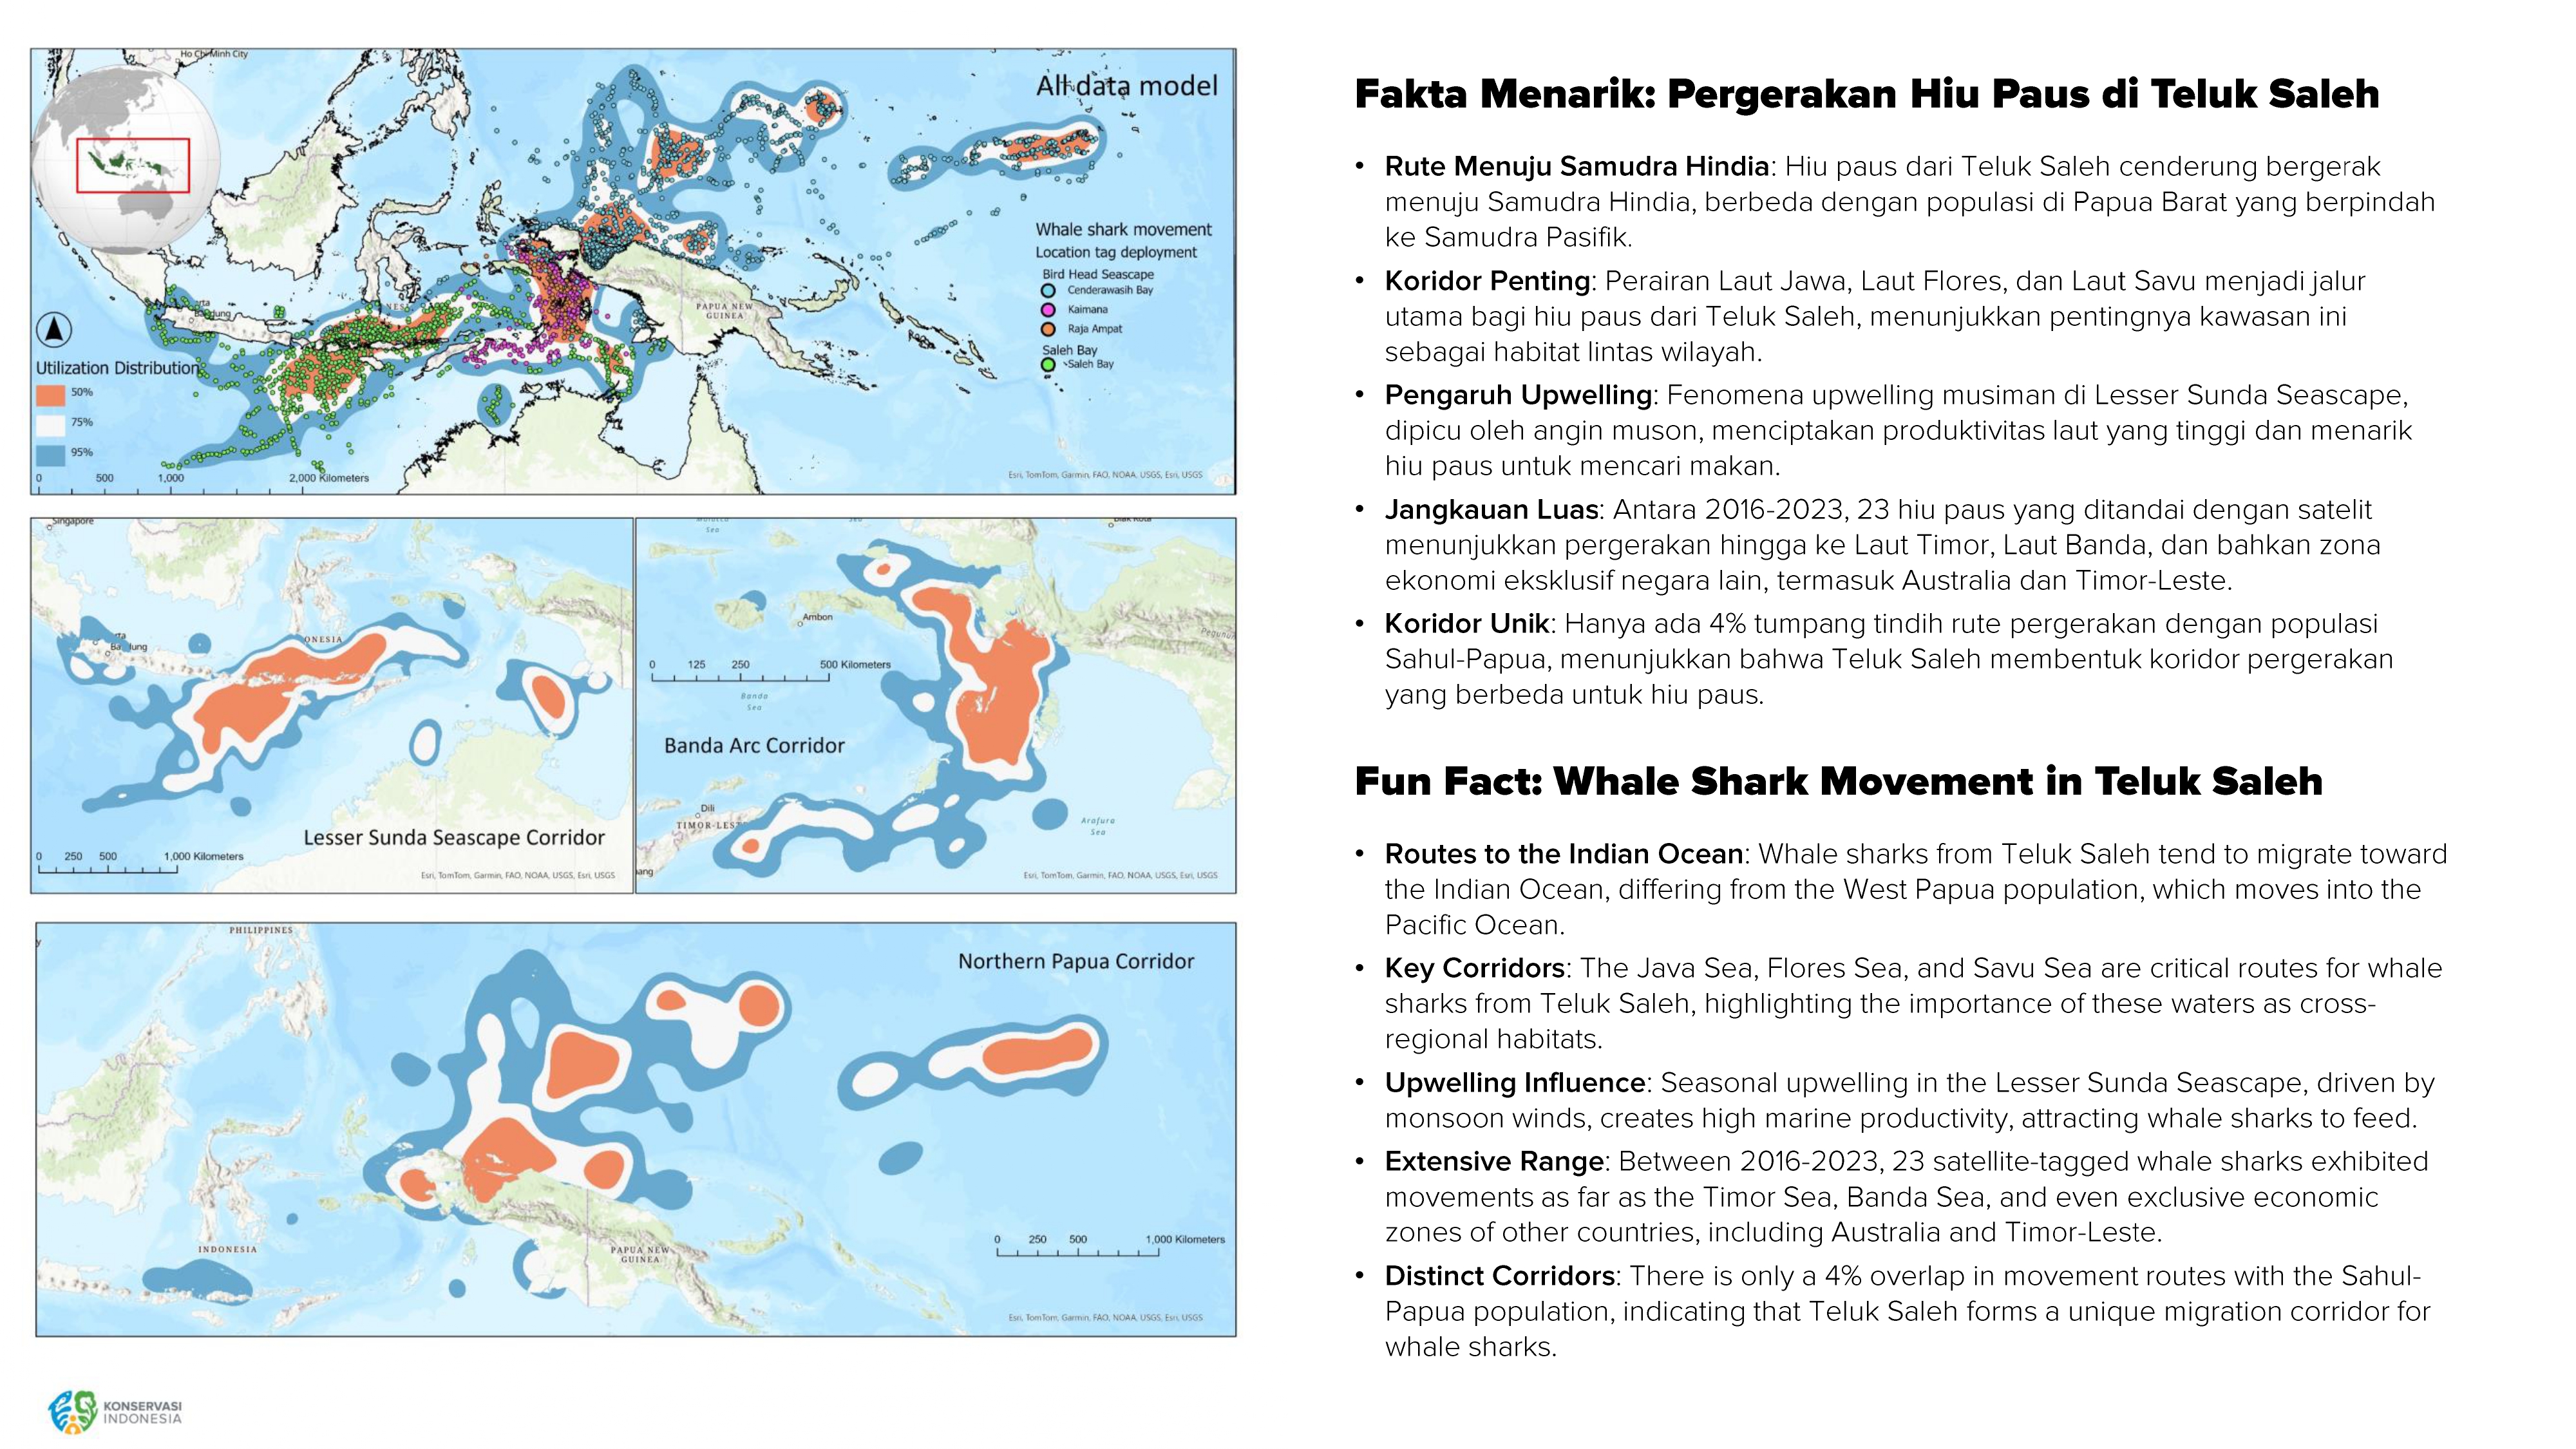 Ho Chi Minh City
All data model
Whale shark movement
Location tag deployment
Bird Head Seascape
Cenderawasih Bay
Kaimana
Raja Ampat
Saleh Bay
Saleh Bay
PAPUA NEW
GUINEA
Utilization Distribution
50%
75%
95%
0 500 1,000 2,000 Kilometers
Esri, TomTom, Garmin, FAO, NOAA, USGS, Esri, USGS
Singapore
ONESIA
Lesser Sunda Seascape Corridor
0 250 500 1,000 Kilometers
Esri, TomTom, Garmin, FAO, NOAA, USGS, Esri, USGS
Sea
Ambon
0 125 250 500 Kilometers
Banda
Sea
Banda Arc Corridor
Dili
TIMOR-LEST
Arafura
Sea
ang
Esri, TomTom, Garmin, FAO, NOAA, USGS, Esri, USGS
PHILIPPINES
Northern Papua Corridor
INDONESIA
PAPUA NEW
GUINEA
0 250 500 1,000 Kilometers
Esri, TomTom, Garmin, FAO, NOAA, USGS, Esri, USGS
KONSERVASI
INDONESIA
Fakta Menarik: Pergerakan Hiu Paus di Teluk Saleh
• Rute Menuju Samudra Hindia: Hiu paus dari Teluk Saleh cenderung bergerak
menuju Samudra Hindia, berbeda dengan populasi di Papua Barat yang berpindah
ke Samudra Pasifik.
• Koridor Penting: Perairan Laut Jawa, Laut Flores, dan Laut Savu menjadi jalur
utama bagi hiu paus dari Teluk Saleh, menunjukkan pentingnya kawasan ini
sebagai habitat lintas wilayah.
• Pengaruh Upwelling: Fenomena upwelling musiman di Lesser Sunda Seascape,
dipicu oleh angin muson, menciptakan produktivitas laut yang tinggi dan menarik
hiu paus untuk mencari makan.
• Jangkauan Luas: Antara 2016-2023, 23 hiu paus yang ditandai dengan satelit
menunjukkan pergerakan hingga ke Laut Timor, Laut Banda, dan bahkan zona
ekonomi eksklusif negara lain, termasuk Australia dan Timor-Leste.
• Koridor Unik: Hanya ada 4% tumpang tindih rute pergerakan dengan populasi
Sahul-Papua, menunjukkan bahwa Teluk Saleh membentuk koridor pergerakan
yang berbeda untuk hiu paus.
Fun Fact: Whale Shark Movement in Teluk Saleh
• Routes to the Indian Ocean: Whale sharks from Teluk Saleh tend to migrate toward
the Indian Ocean, differing from the West Papua population, which moves into the
Pacific Ocean.
• Key Corridors: The Java Sea, Flores Sea, and Savu Sea are critical routes for whale
sharks from Teluk Saleh, highlighting the importance of these waters as cross-
regional habitats.
• Upwelling Influence: Seasonal upwelling in the Lesser Sunda Seascape, driven by
monsoon winds, creates high marine productivity, attracting whale sharks to feed.
• Extensive Range: Between 2016-2023, 23 satellite-tagged whale sharks exhibited
movements as far as the Timor Sea, Banda Sea, and even exclusive economic
zones of other countries, including Australia and Timor-Leste.
• Distinct Corridors: There is only a 4% overlap in movement routes with the Sahul-
Papua population, indicating that Teluk Saleh forms a unique migration corridor for
whale sharks.